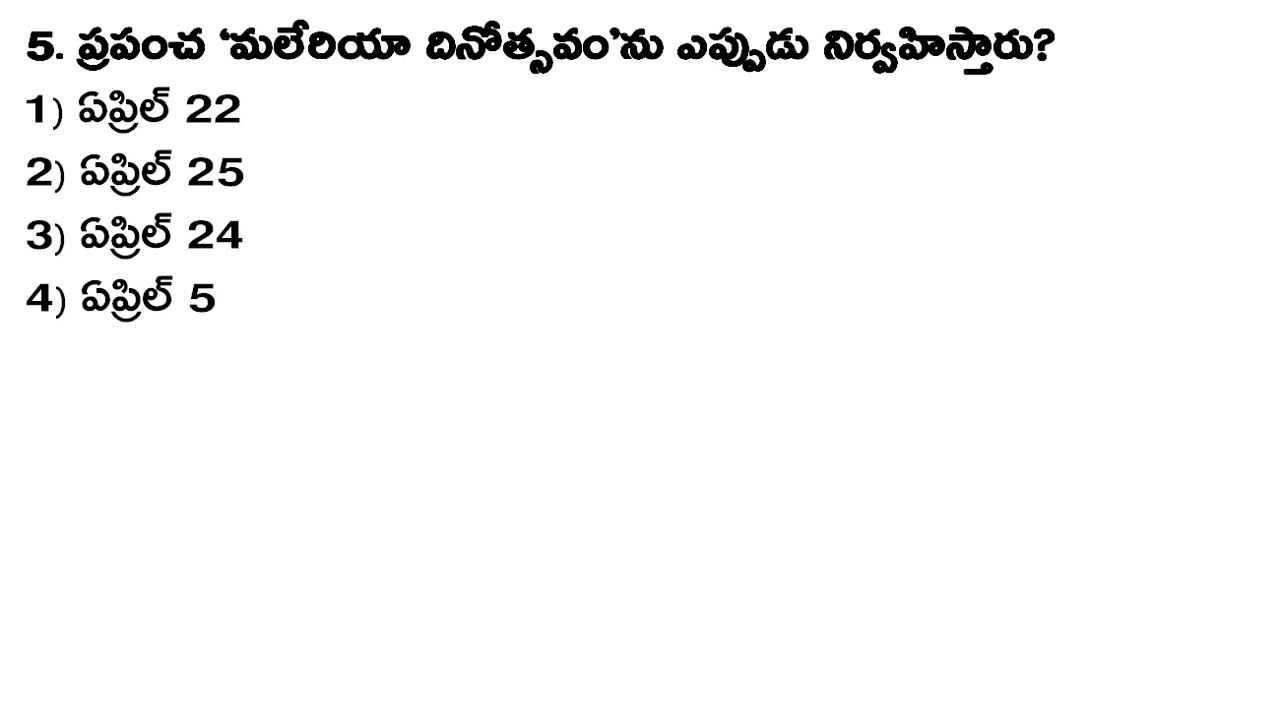 5. ప్రపంచ ‘మలేరియా దినోత్సవం’ను ఎప్పుడు నిర్వహిస్తారు?
1) ఏప్రిల్ 22
2) ఏప్రిల్ 25
3) ఏప్రిల్ 24
4) ఏప్రిల్ 5